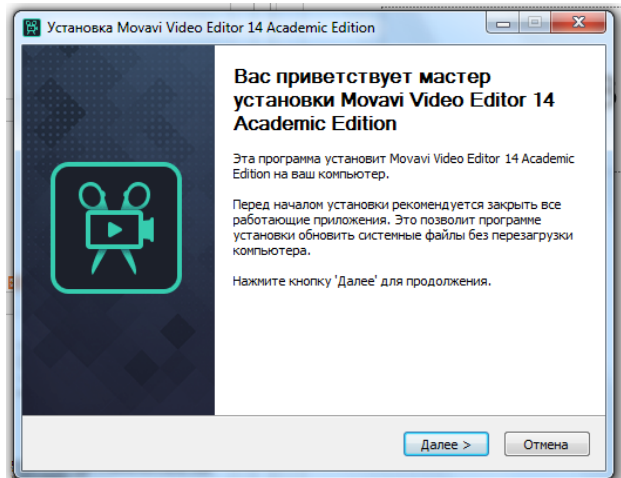 Установка Movavi Video Editor 14 Academic Edition
Вас приветствует мастер
установки Movavi Video Editor 14
Academic Edition
Эта программа установит Movavi Video Editor 14 Academic
Edition на ваш компьютер.
Перед началом установки рекомендуется закрыть все
работающие приложения. Это позволит программе
установки обновить системные файлы без перезагрузки
компьютера.
Нажмите кнопку 'Далее' для продолжения.
Далее >
Отмена